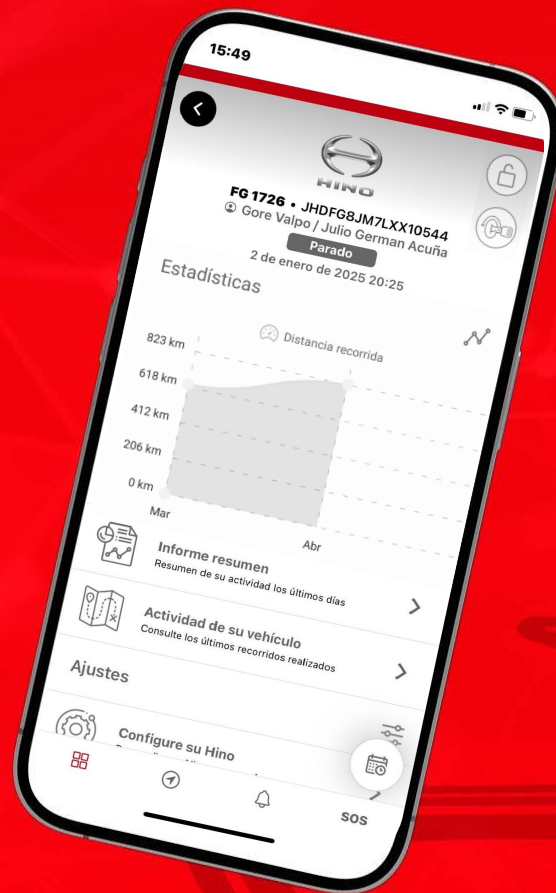 15:49
HINO
FG 1726 • JHDFG8JM7LXX10544
Gore Valpo / Julio German Acuña
Parado
2 de enero de 2025 20:25
Estadísticas
Distancia recorrida
823 km
618 km
412 km
206 km
0 km
Mar
Abr
Informe resumen
Resumen de su actividad los últimos días
Actividad de su vehículo
Consulte los últimos recorridos realizados
Ajustes
Configure su Hino
SOS